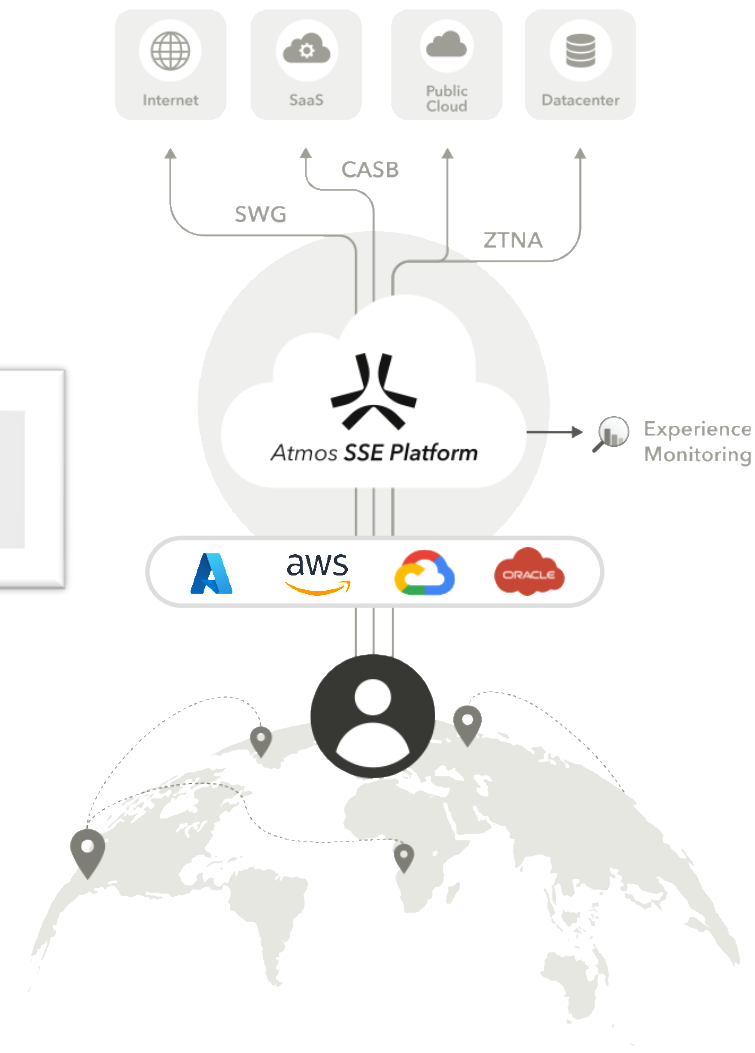 Internet
SaaS
Public
Cloud
Datacenter
CASB
SWG
ZTNA
Atmos SSE Platform
Experience
Monitoring
aws
ORACLE